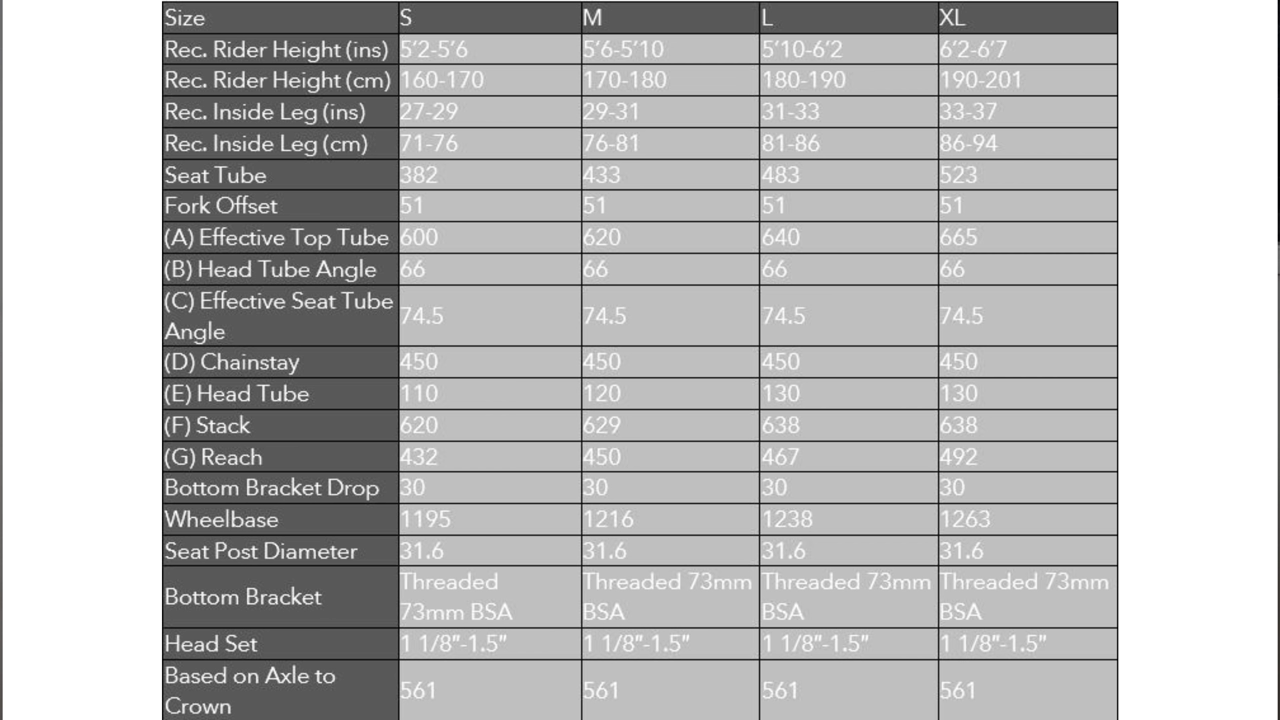 Size S M L XL
Rec. Rider Height (ins) 5'2-5'6 5'6-5'10 5'10-6'2 6'2-6'7
Rec. Rider Height (cm) 160-170 170-180 180-190 190-201
Rec. Inside Leg (ins) 27-29 29-31 31-33 33-37
Rec. Inside Leg (cm) 71-76 76-81 81-86 86-94
Seat Tube 382 433 483 523
Fork Offset 51 51 51 51
(A) Effective Top Tube 600 620 640 665
(B) Head Tube Angle 66 66 66 66
(C) Effective Seat Tube
Angle 74.5 74.5 74.5 74.5
(D) Chainstay 450 450 450 450
(E) Head Tube 110 120 130 130
(F) Stack 620 629 638 638
(G) Reach 432 450 467 492
Bottom Bracket Drop 30 30 30 30
Wheelbase 1195 1216 1238 1263
Seat Post Diameter 31.6 31.6 31.6 31.6
Bottom Bracket Threaded Threaded 73mm Threaded 73mm Threaded 73mm
73mm BSA BSA BSA BSA
Head Set 1 1/8"-1.5" 1 1/8"-1.5" 1 1/8"-1.5" 1 1/8"-1.5"
Based on Axle to
Crown 561 561 561 561